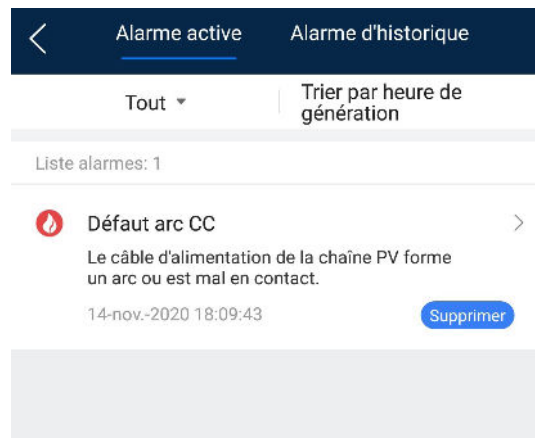 Alarme active
Alarme d'historique
Tout
Trier par heure de
génération
Liste alarmes: 1
Défaut arc CC
Le câble d'alimentation de la chaîne PV forme
un arc ou est mal en contact.
14-nov.-2020 18:09:43
Supprimer